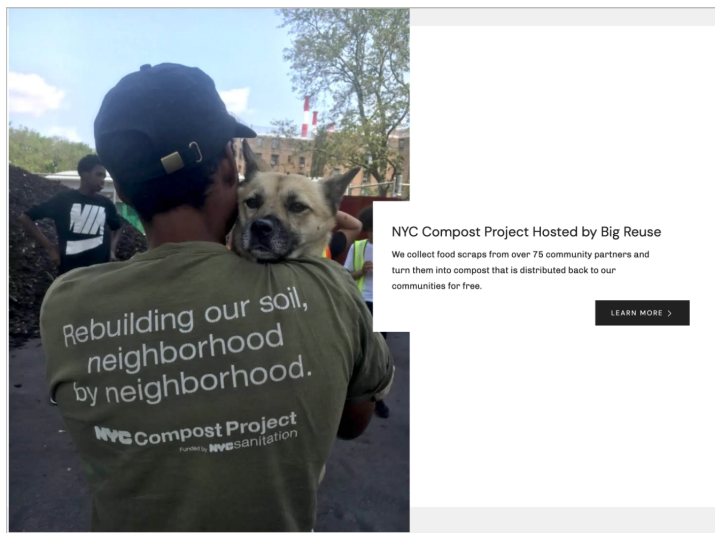 Rebuilding our soil,
neighborhood
by neighborhood.
NYC Compost Project
Funded by NYC sanitation
NYC Compost Project Hosted by Big Reuse
We collect food scraps from over 75 community partners and
turn them into compost that is distributed back to our
communities for free.
LEARN MORE >